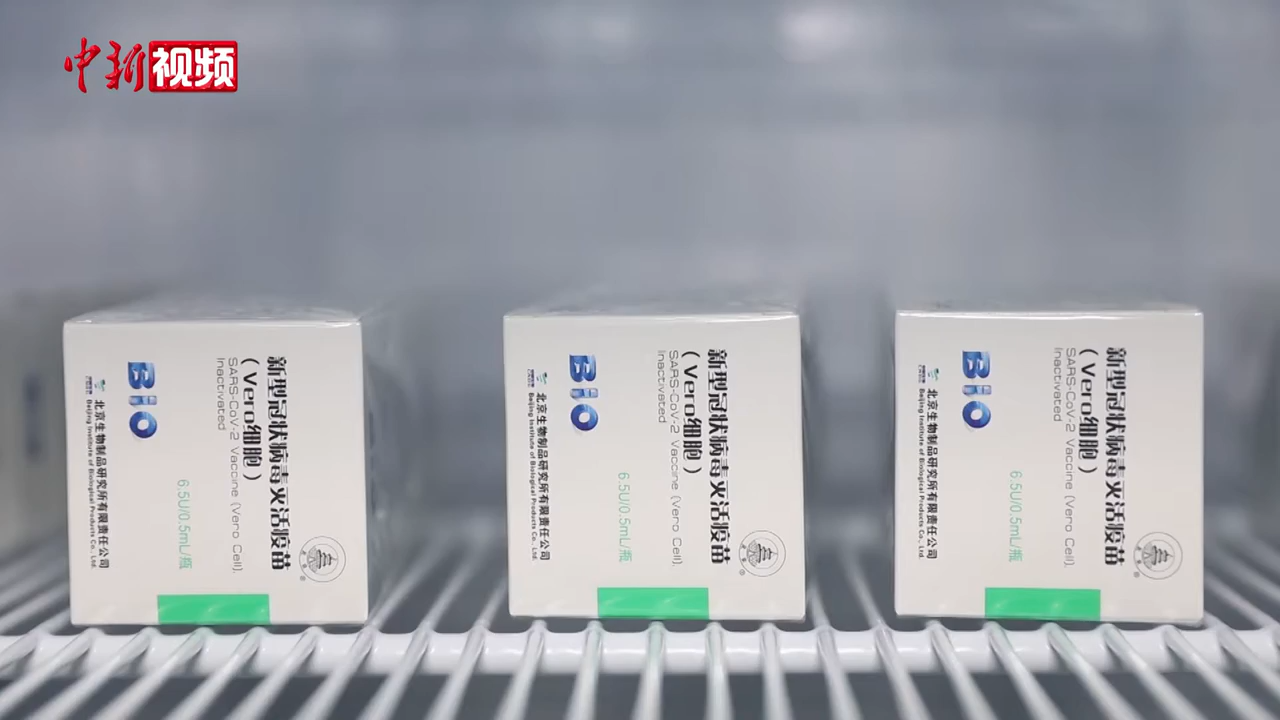 中新视频
新型冠状病毒灭活疫苗
（Vero细胞）
SARS-CoV-2 Vaccine (Vero Cell),
Inactivated
6.5U/0.5mL/瓶
Bio
北京生物制品研究所有限责任公司
Beijing Institute of Biological Products Co., Ltd.
新型冠状病毒灭活疫苗
（Vero细胞）
SARS-CoV-2 Vaccine (Vero Cell),
Inactivated
6.5U/0.5mL/瓶
Bio
北京生物制品研究所有限责任公司
Beijing Institute of Biological Products Co., Ltd.
新型冠状病毒灭活疫苗
（Vero细胞）
SARS-CoV-2 Vaccine (Vero Cell),
Inactivated
6.5U/0.5mL/瓶
Bio
北京生物制品研究所有限责任公司
Beijing Institute of Biological Products Co., Ltd.